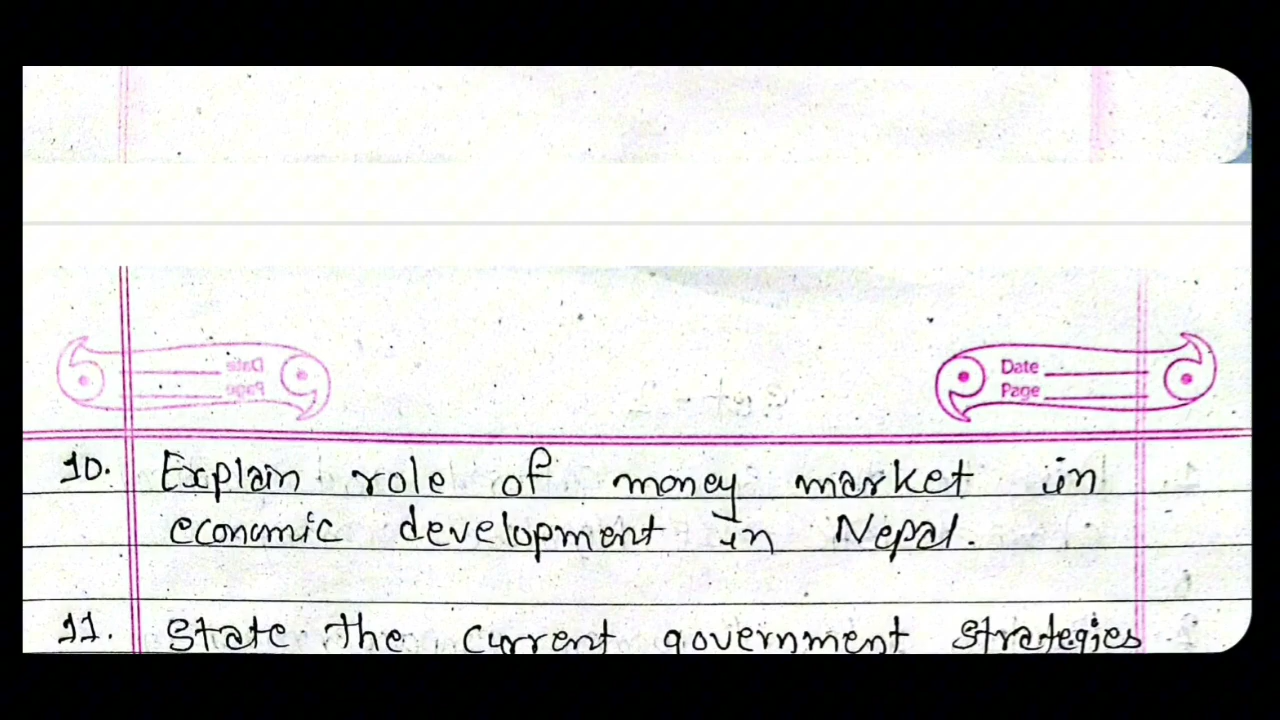 Date
Page
10. Explain role of money market in
economic development in Nepal.
11. State the current government strategies